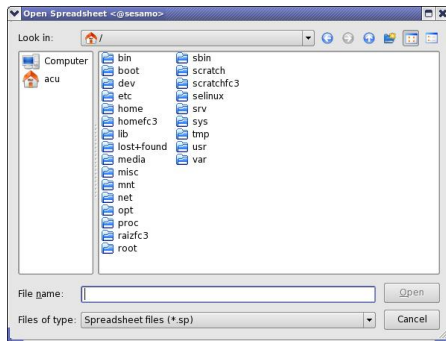 Open Spreadsheet <@sesamo>
Look in: /
Computer
acu
bin
boot
dev
etc
home
homefc3
lib
lost+found
media
misc
mnt
net
opt
proc
raizfc3
root
sbin
scratch
scratchfc3
selinux
srv
sys
tmp
usr
var
File name:
Open
Files of type: Spreadsheet files (*.sp)
Cancel